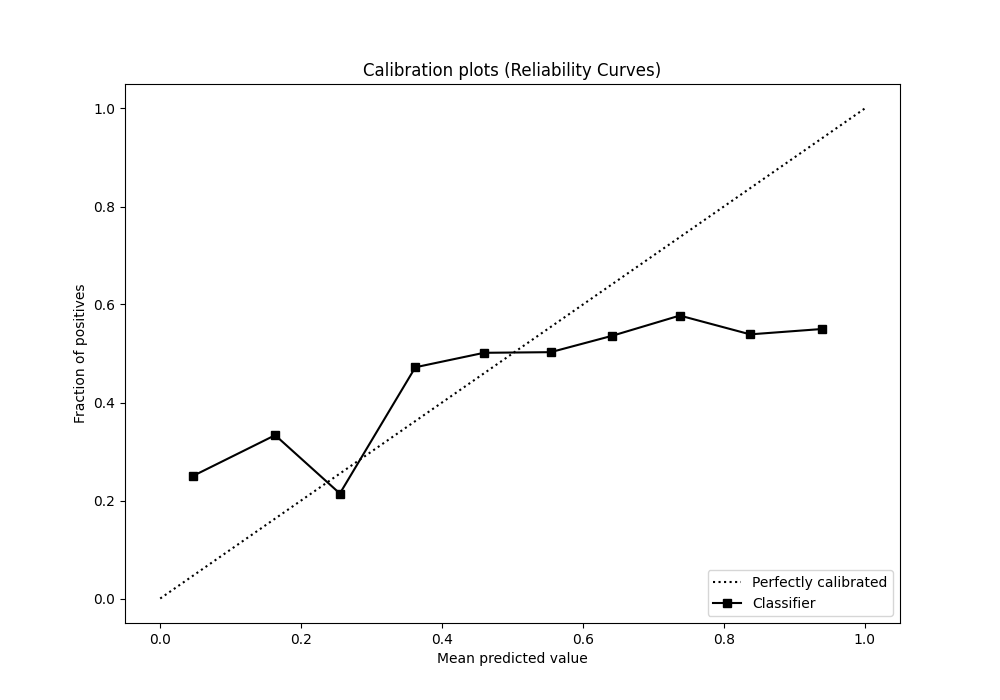 Calibration plots (Reliability Curves)
Fraction of positives
1.0
0.8
0.6
0.4
0.2
0.0
0.0 0.2 0.4 0.6 0.8 1.0
Mean predicted value
Perfectly calibrated
Classifier